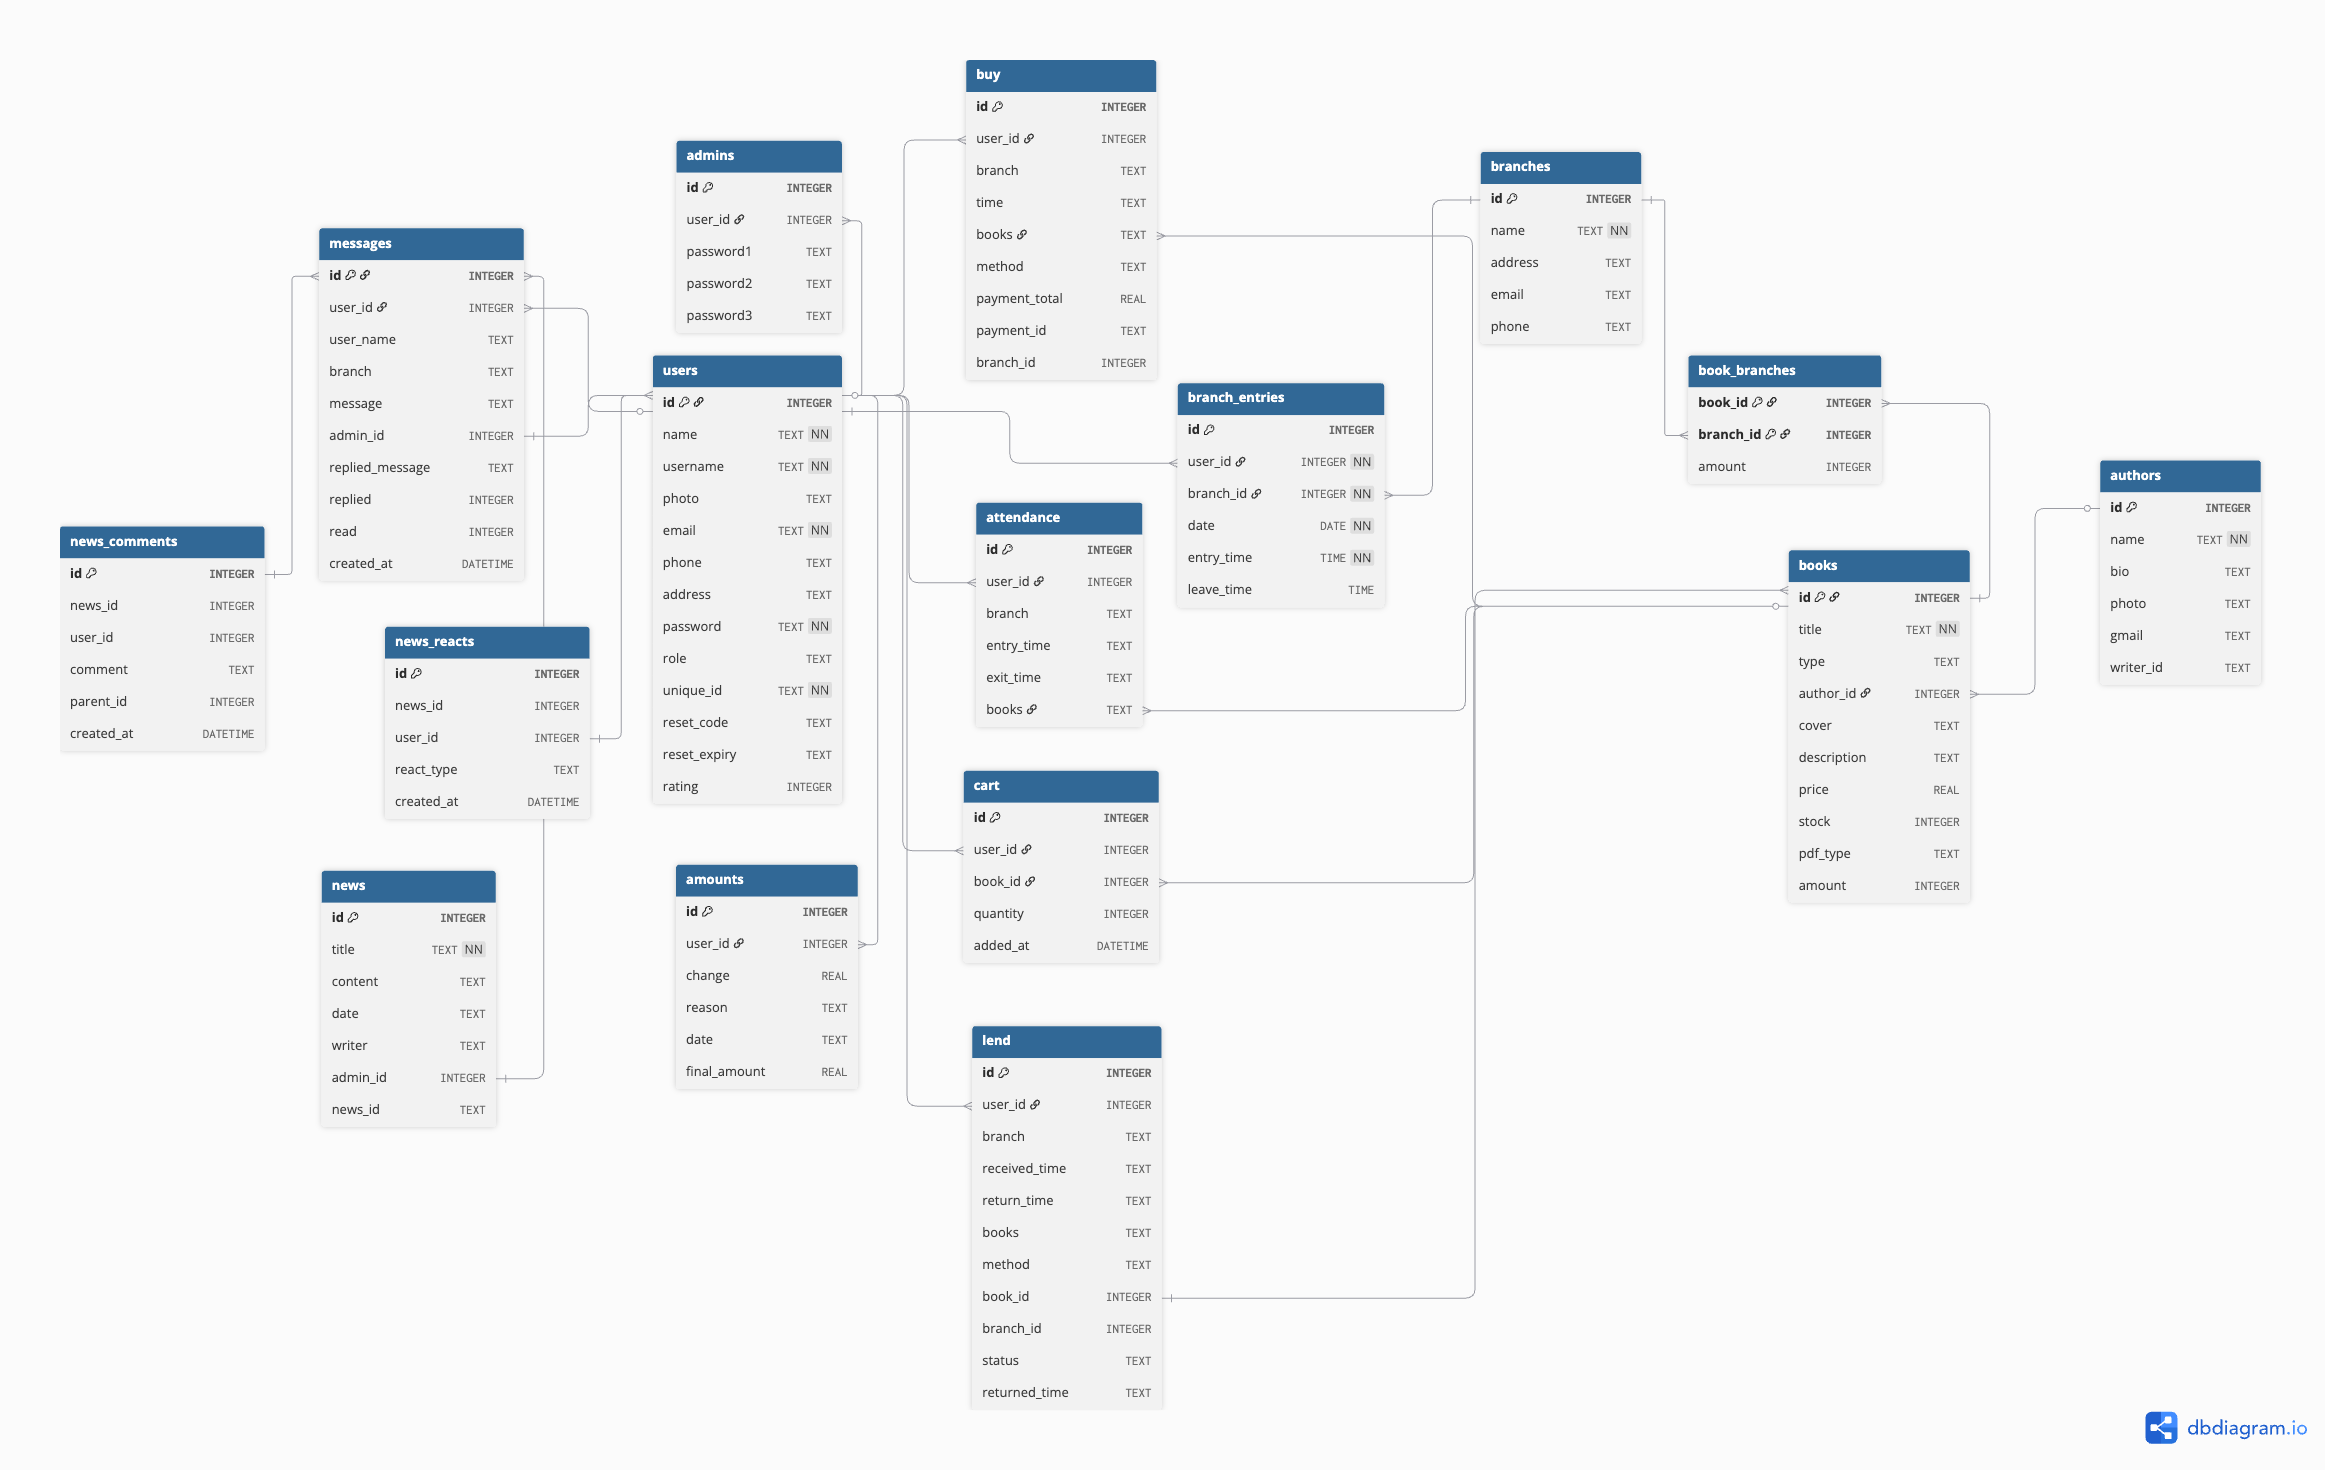 buy
id INTEGER
user_id INTEGER
branch TEXT
time TEXT
books TEXT
method TEXT
payment_total REAL
payment_id TEXT
branch_id INTEGER
admins
id INTEGER
user_id INTEGER
password1 TEXT
password2 TEXT
password3 TEXT
branches
id INTEGER
name TEXT NN
address TEXT
email TEXT
phone TEXT
messages
id INTEGER
user_id INTEGER
user_name TEXT
branch TEXT
message TEXT
admin_id INTEGER
replied_message TEXT
replied INTEGER
read INTEGER
created_at DATETIME
users
id INTEGER
name TEXT NN
username TEXT NN
photo TEXT
email TEXT NN
phone TEXT
address TEXT
password TEXT NN
role TEXT
unique_id TEXT NN
reset_code TEXT
reset_expiry TEXT
rating INTEGER
branch_entries
id INTEGER
user_id INTEGER NN
branch_id INTEGER NN
date DATE NN
entry_time TIME NN
leave_time TIME
book_branches
book_id INTEGER
branch_id INTEGER
amount INTEGER
authors
id INTEGER
name TEXT NN
bio TEXT
photo TEXT
gmail TEXT
writer_id TEXT
attendance
id INTEGER
user_id INTEGER
branch TEXT
entry_time TEXT
exit_time TEXT
books TEXT
news_comments
id INTEGER
news_id INTEGER
user_id INTEGER
comment TEXT
parent_id INTEGER
created_at DATETIME
books
id INTEGER
title TEXT NN
type TEXT
author_id INTEGER
cover TEXT
description TEXT
price REAL
stock INTEGER
pdf_type TEXT
amount INTEGER
news_reacts
id INTEGER
news_id INTEGER
user_id INTEGER
react_type TEXT
created_at DATETIME
cart
id INTEGER
user_id INTEGER
book_id INTEGER
quantity INTEGER
added_at DATETIME
news
id INTEGER
title TEXT NN
content TEXT
date TEXT
writer TEXT
admin_id INTEGER
news_id TEXT
amounts
id INTEGER
user_id INTEGER
change REAL
reason TEXT
date TEXT
final_amount REAL
lend
id INTEGER
user_id INTEGER
branch TEXT
received_time TEXT
return_time TEXT
books TEXT
method TEXT
book_id INTEGER
branch_id INTEGER
status TEXT
returned_time TEXT
dbdiagram.io